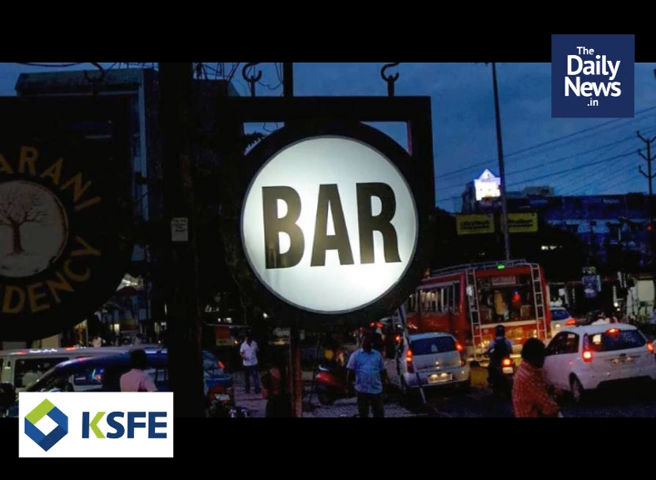 The
Daily
News
.in
BAR
ARANI
DENCY
KSFE